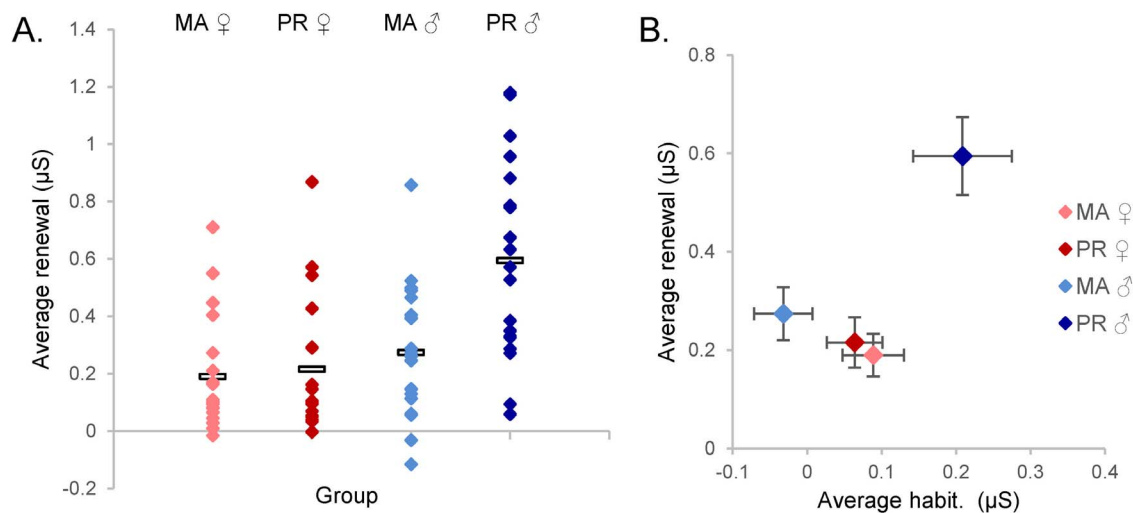 A.
MA ♀ PR ♀ MA ♂ PR ♂
1.4
1.2
1
0.8
0.6
0.4
0.2
0
-0.2
Average renewal (µS)
Group
B.
0.8
0.6
0.4
0.2
0
Average renewal (µS)
-0.1 0 0.1 0.2 0.3 0.4
Average habit. (µS)
MA ♀
PR ♀
MA ♂
PR ♂